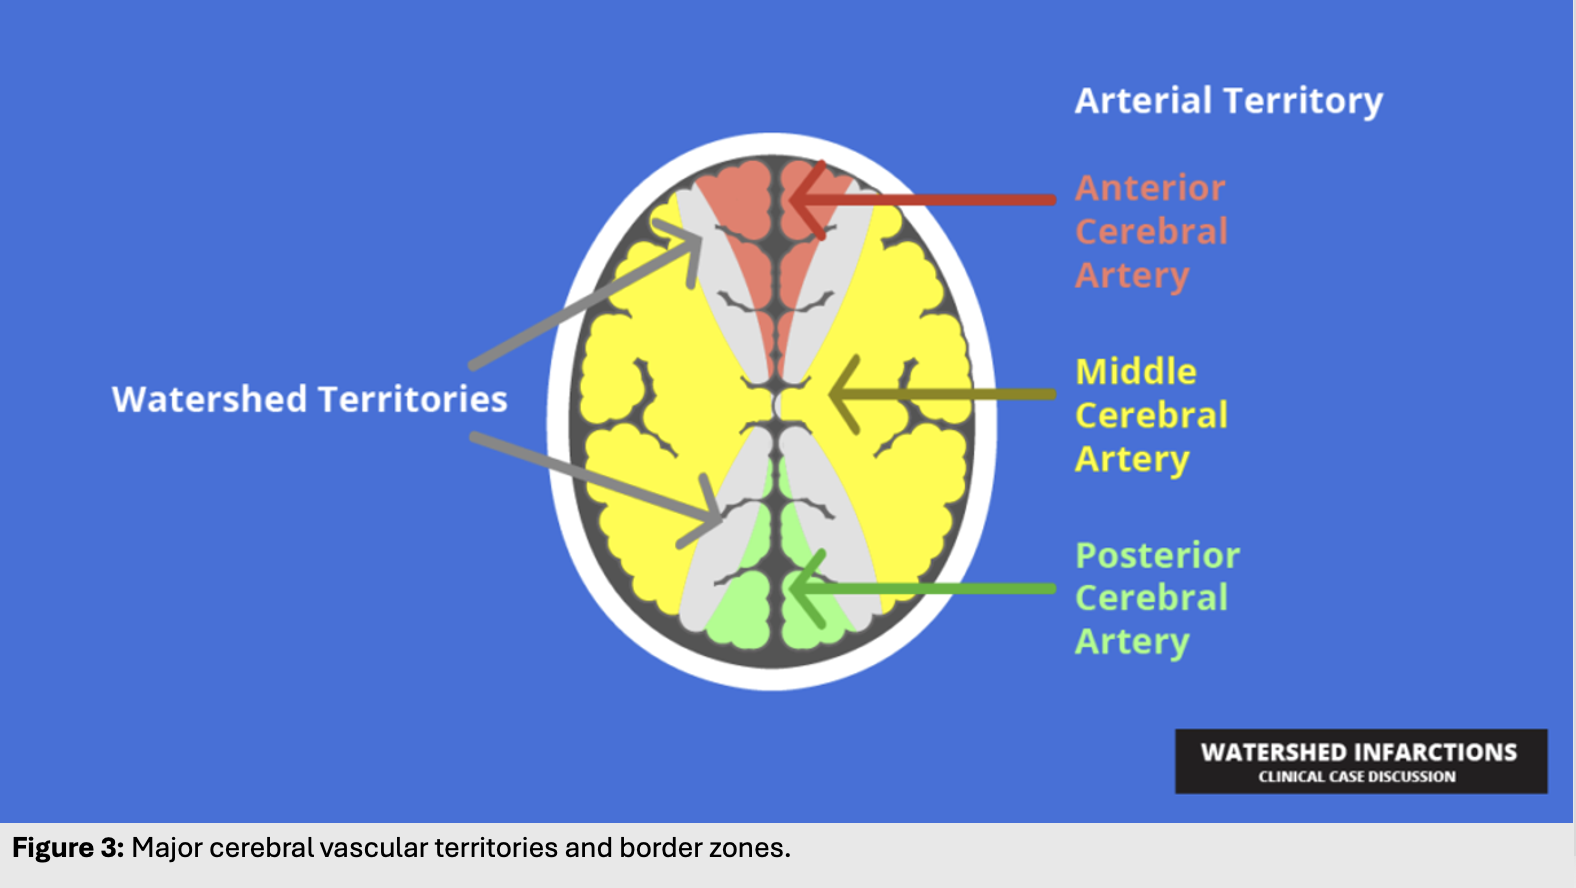 Arterial Territory
Anterior
Cerebral
Artery
Watershed Territories
Middle
Cerebral
Artery
Posterior
Cerebral
Artery
WATERSHED INFARCTIONS
CLINICAL CASE DISCUSSION
Figure 3: Major cerebral vascular territories and border zones.